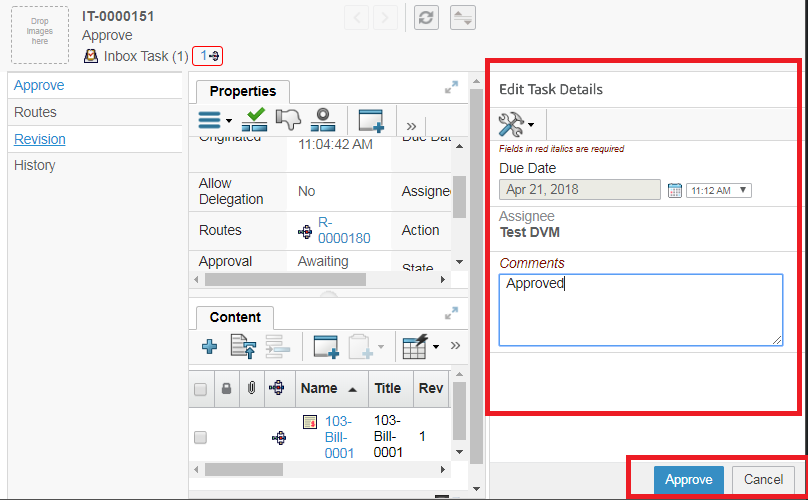 Drop
Images
here
IT-0000151
Approve
Inbox Task (1) 1
Approve
Routes
Revision
History
Properties
»
Originated 11:04:42 AM Due Dat
Allow
Delegation
No Assignee
Routes R-
0000180
Action
Approval Awaiting State
Content
»
Name Title Rev
103-
Bill-
0001
103-
Bill-
0001
1
Edit Task Details
Fields in red italics are required
Due Date
Apr 21, 2018 11:12 AM
Assignee
Test DVM
Comments
Approved
Approve Cancel